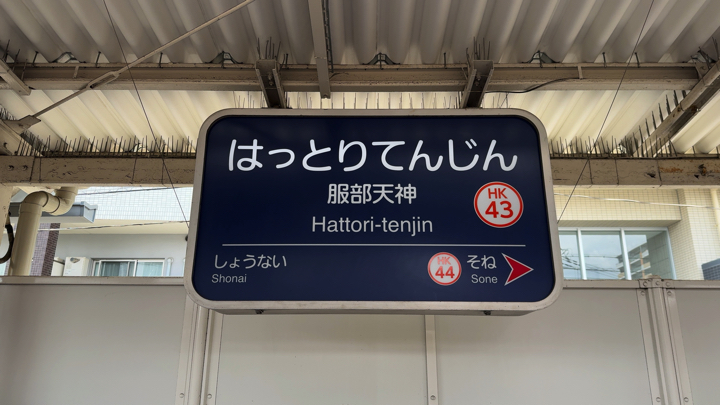 はっとりてんじん
服部天神
Hattori-tenjin
HK
43
しょうない
Shonai
HK
44
そね
Sone